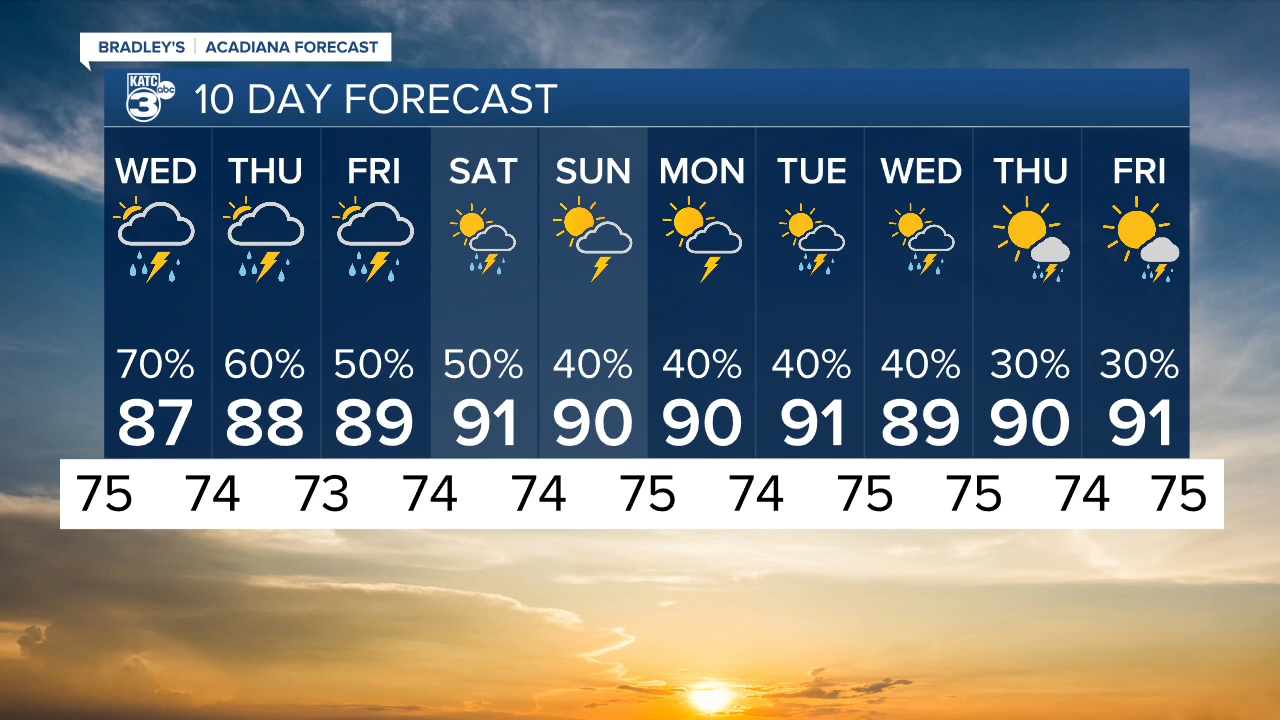 BRADLEY'S | ACADIANA FORECAST
KATC abc 3
10 DAY FORECAST
WED THU FRI SAT SUN MON TUE WED THU FRI
70% 60% 50% 50% 40% 40% 40% 40% 30% 30%
87 88 89 91 90 90 91 89 90 91
75 74 73 74 74 75 74 75 75 74 75